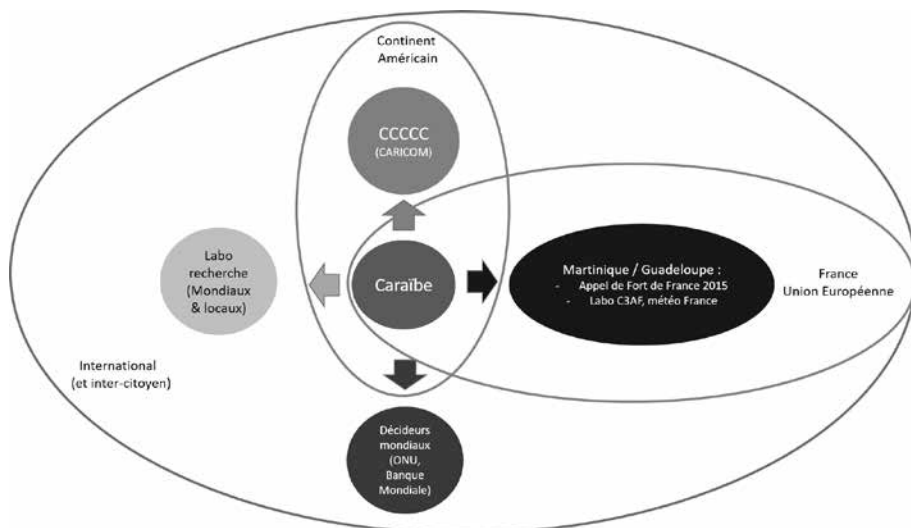 Continent
Américain
CCCCC
(CARICOM)
Labo
recherche
(Mondiaux
& locaux)
Caraïbe
Martinique / Guadeloupe :
- Appel de Fort de France 2015
- Labo C3AF, météo France
France
Union Européenne
International
(et inter-citoyen)
Décideurs
mondiaux
(ONU,
Banque
Mondiale)